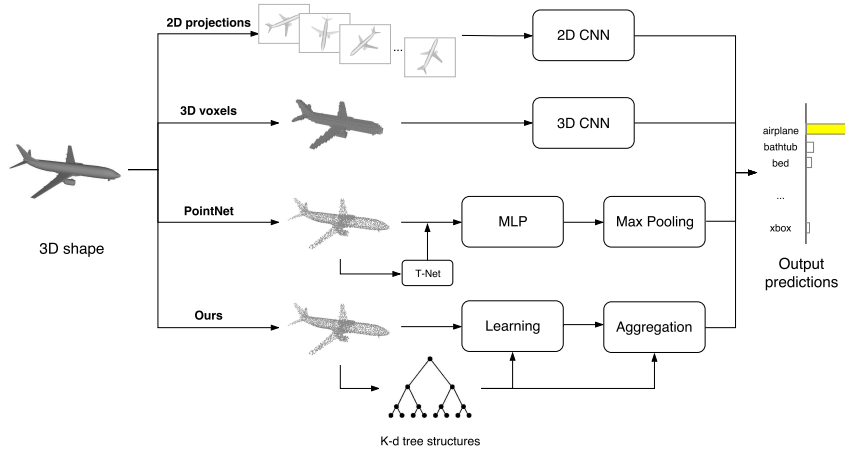 2D projections
...
2D CNN
3D voxels
3D CNN
airplane
bathtub
bed
...
xbox
Output
predictions
3D shape
PointNet
MLP
Max Pooling
T-Net
Ours
Learning
Aggregation
K-d tree structures